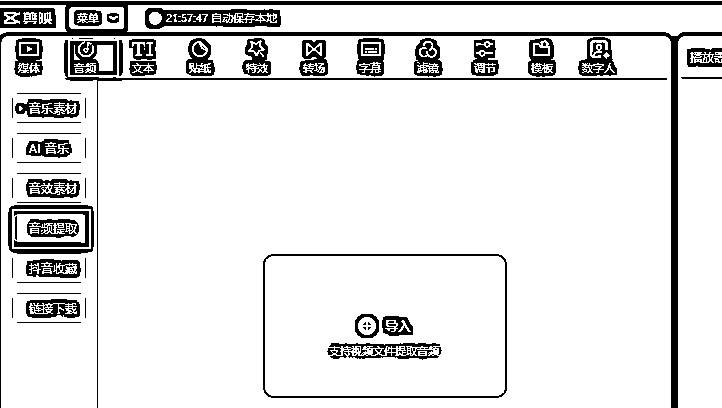 剪映 菜单 21:57:47 自动保存本地
媒体 音频 文本 贴纸 特效 转场 字幕 滤镜 调节 模板 数字人
播放器
音乐素材
AI 音乐
音效素材
音频提取
抖音收藏
链接下载
导入
支持视频文件提取音频